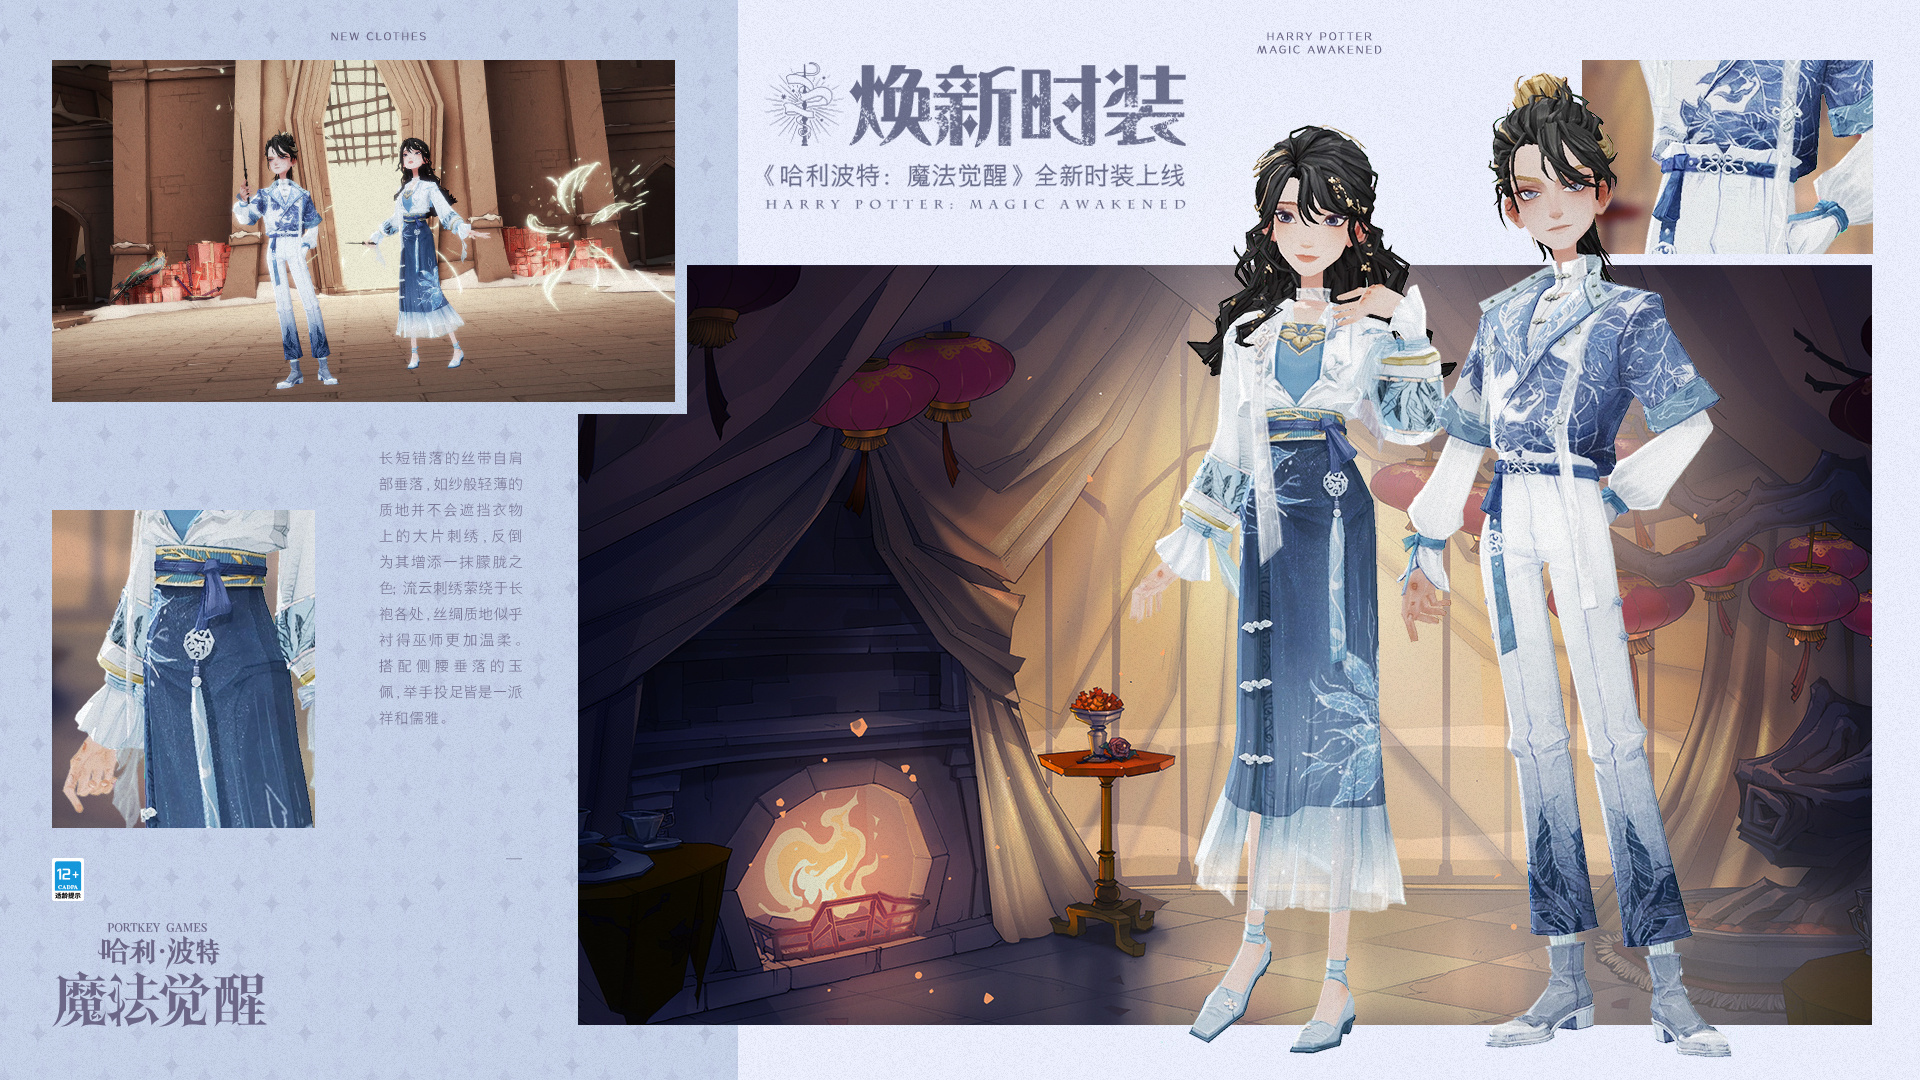 NEW CLOTHES
HARRY POTTER
MAGIC AWAKENED
焕新时装
《哈利波特：魔法觉醒》全新时装上线
HARRY POTTER: MAGIC AWAKENED
长短错落的丝带自肩
部垂落,如纱般轻薄的
质地并不会遮挡衣物
上的大片刺绣,反倒
为其增添一抹朦胧之
色; 流云刺绣萦绕于长
袍各处,丝绸质地似乎
衬得巫师更加温柔。
搭配侧腰垂落的玉
佩,举手投足皆是一派
祥和儒雅。
12+
CADPA
适龄提示
PORTKEY GAMES
哈利·波特
魔法觉醒